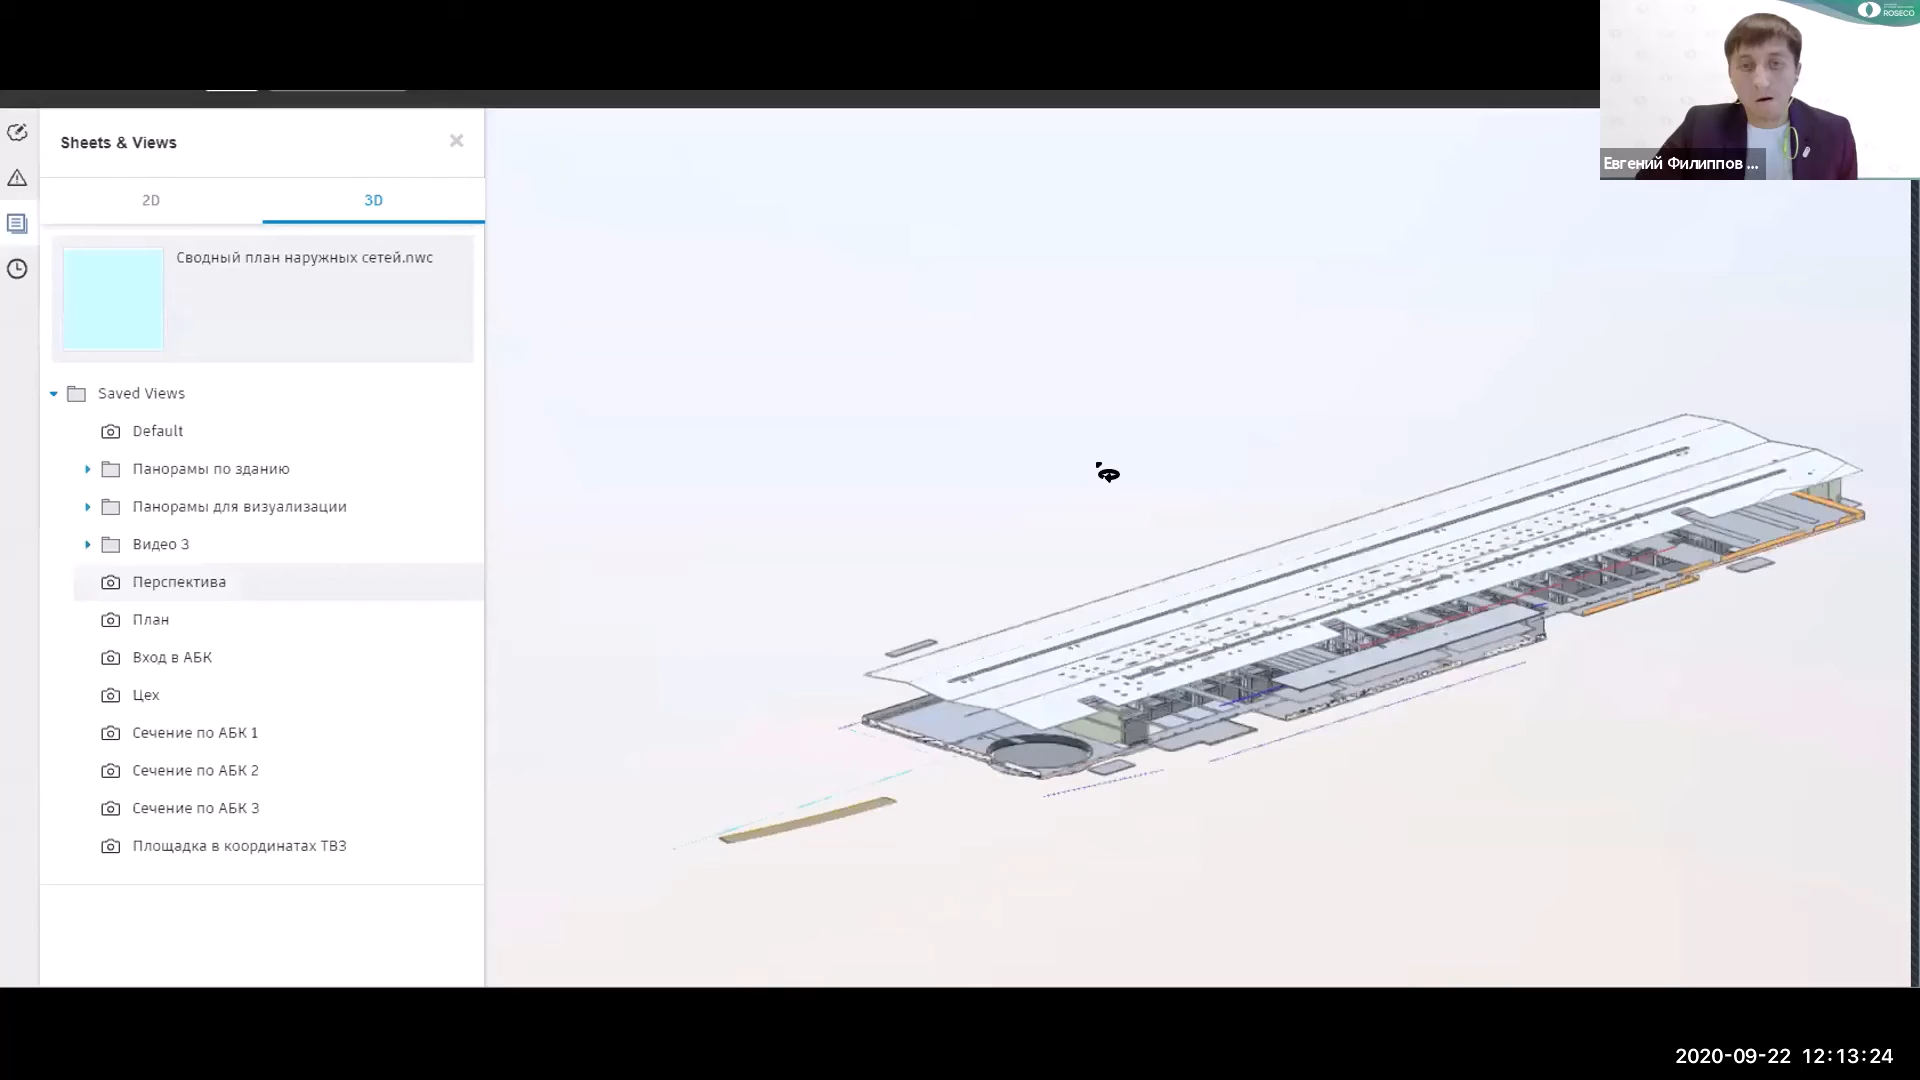 ROSECO
Евгений Филиппов ...
Sheets & Views
2D
3D
Сводный план наружных сетей.nwc
Saved Views
Default
Панорамы по зданию
Панорамы для визуализации
Видео 3
Перспектива
План
Вход в АБК
Цех
Сечение по АБК 1
Сечение по АБК 2
Сечение по АБК 3
Площадка в координатах ТВЗ
2020-09-22 12:13:24